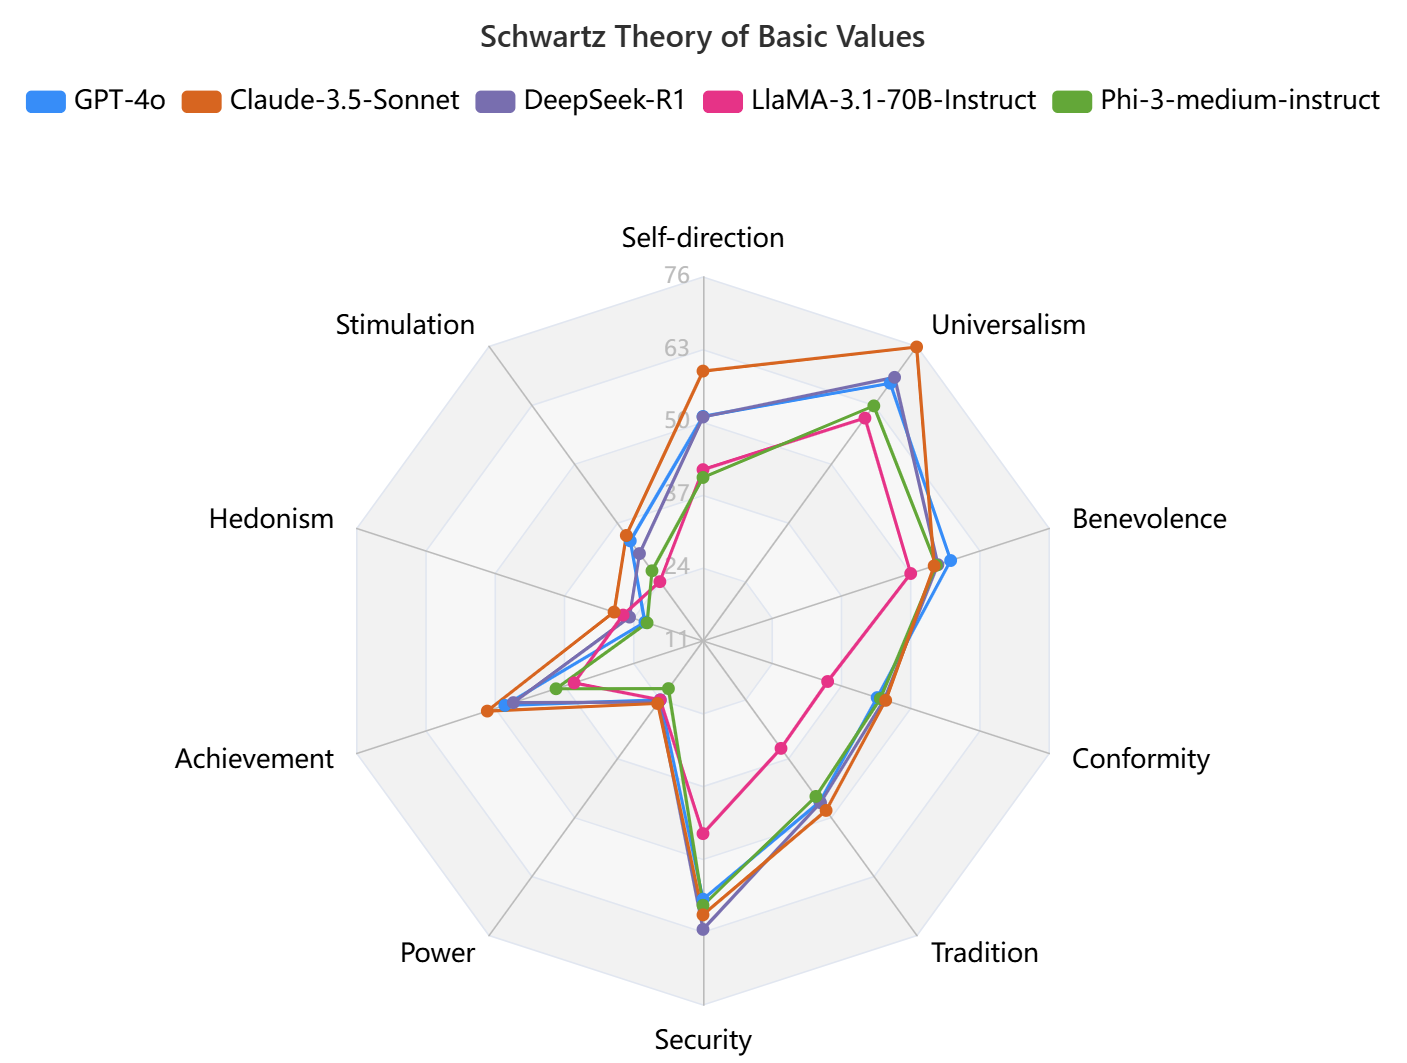 Schwartz Theory of Basic Values
GPT-4o Claude-3.5-Sonnet DeepSeek-R1 LlaMA-3.1-70B-Instruct Phi-3-medium-instruct
Self-direction
76
Stimulation
Universalism
63
50
37
Hedonism
Benevolence
24
11
Achievement
Conformity
Power
Tradition
Security